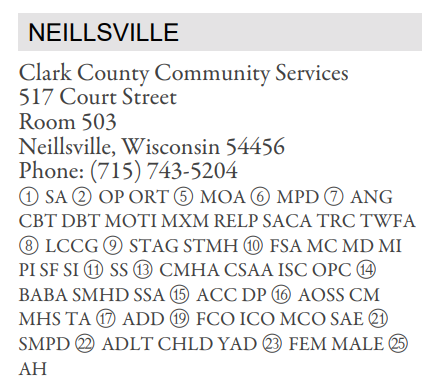 NEILLSVILLE
Clark County Community Services
517 Court Street
Room 503
Neillsville, Wisconsin 54456
Phone: (715) 743-5204
① SA ② OP ORT ⑤ MOA ⑥ MPD ⑦ ANG
CBT DBT MOTI MXM RELP SACA TRC TWFA
⑧ LCCG ⑨ STAG STMH ⑩ FSA MC MD MI
PI SF SI ⑪ SS ⑬ CMHA CSAA ISC OPC ⑭
BABA SMHD SSA ⑮ ACC DP ⑯ AOSS CM
MHS TA ⑰ ADD ⑲ FCO ICO MCO SAE ㉑
SMPD ㉒ ADLT CHLD YAD ㉓ FEM MALE ㉕
AH